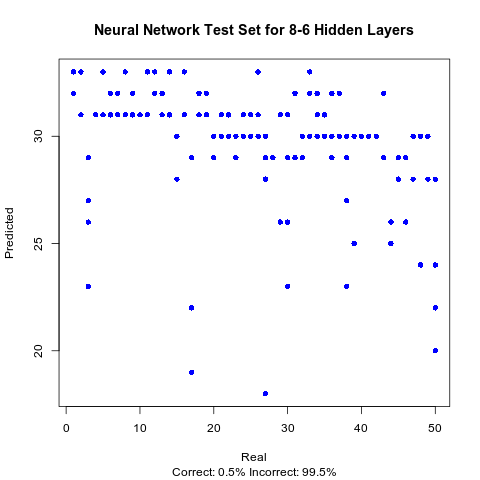 Neural Network Test Set for 8-6 Hidden Layers
Predicted
30
25
20
0 10 20 30 40 50
Real
Correct: 0.5% Incorrect: 99.5%